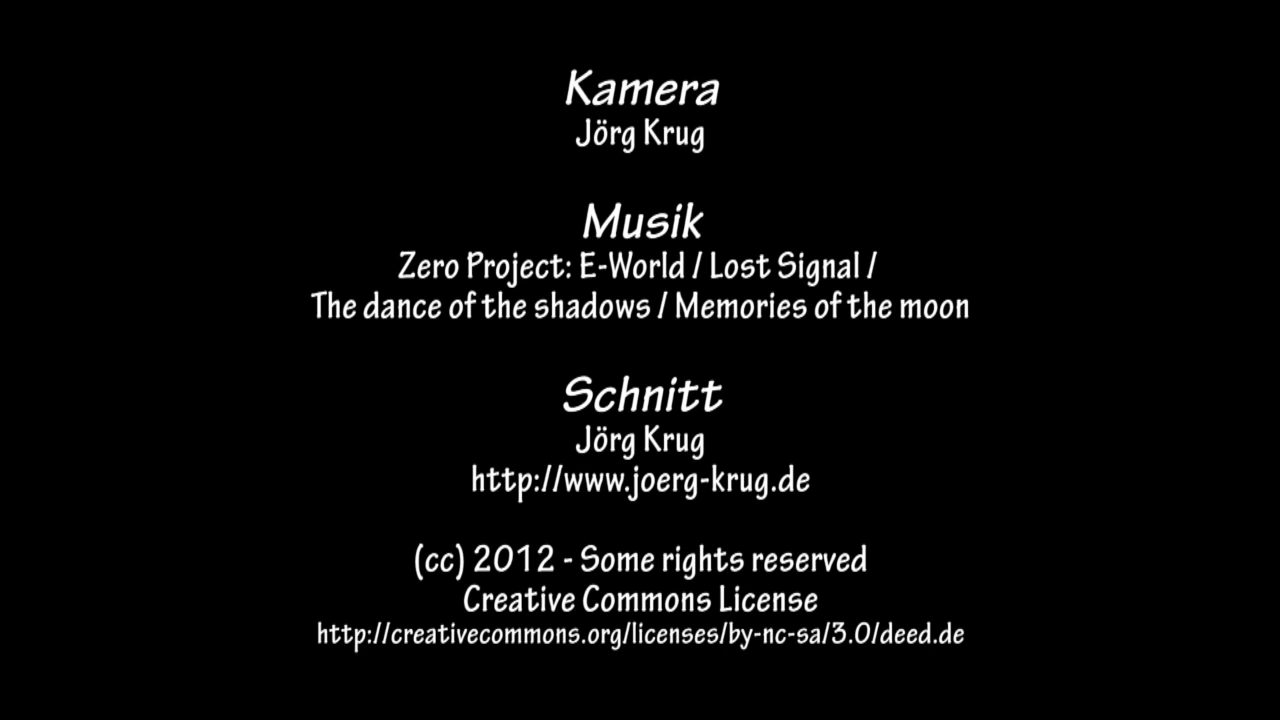 Kamera
Jörg Krug
Musik
Zero Project: E-World / Lost Signal /
The dance of the shadows / Memories of the moon
Schnitt
Jörg Krug
http://www.joerg-krug.de
(cc) 2012 - Some rights reserved
Creative Commons License
http://creativecommons.org/licenses/by-nc-sa/3.0/deed.de